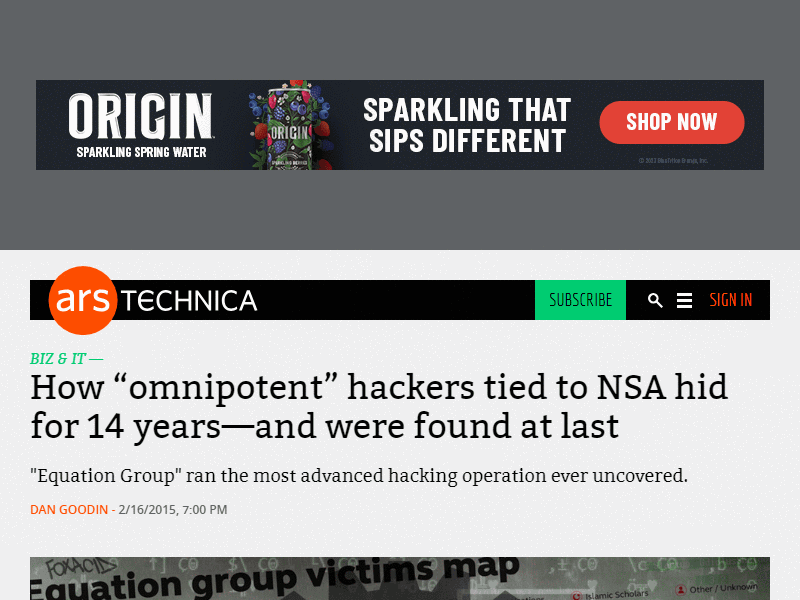 ORIGIN
SPARKLING SPRING WATER
ORIGIN
SPARKLING THAT
SIPS DIFFERENT
SHOP NOW
ars TECHNICA
SUBSCRIBE
SIGN IN
BIZ & IT —
How “omnipotent” hackers tied to NSA hid
for 14 years—and were found at last
"Equation Group" ran the most advanced hacking operation ever uncovered.
DAN GOODIN - 2/16/2015, 7:00 PM
FOXACID
Equation group victims map
Islamic Scholars
Other / Unknown